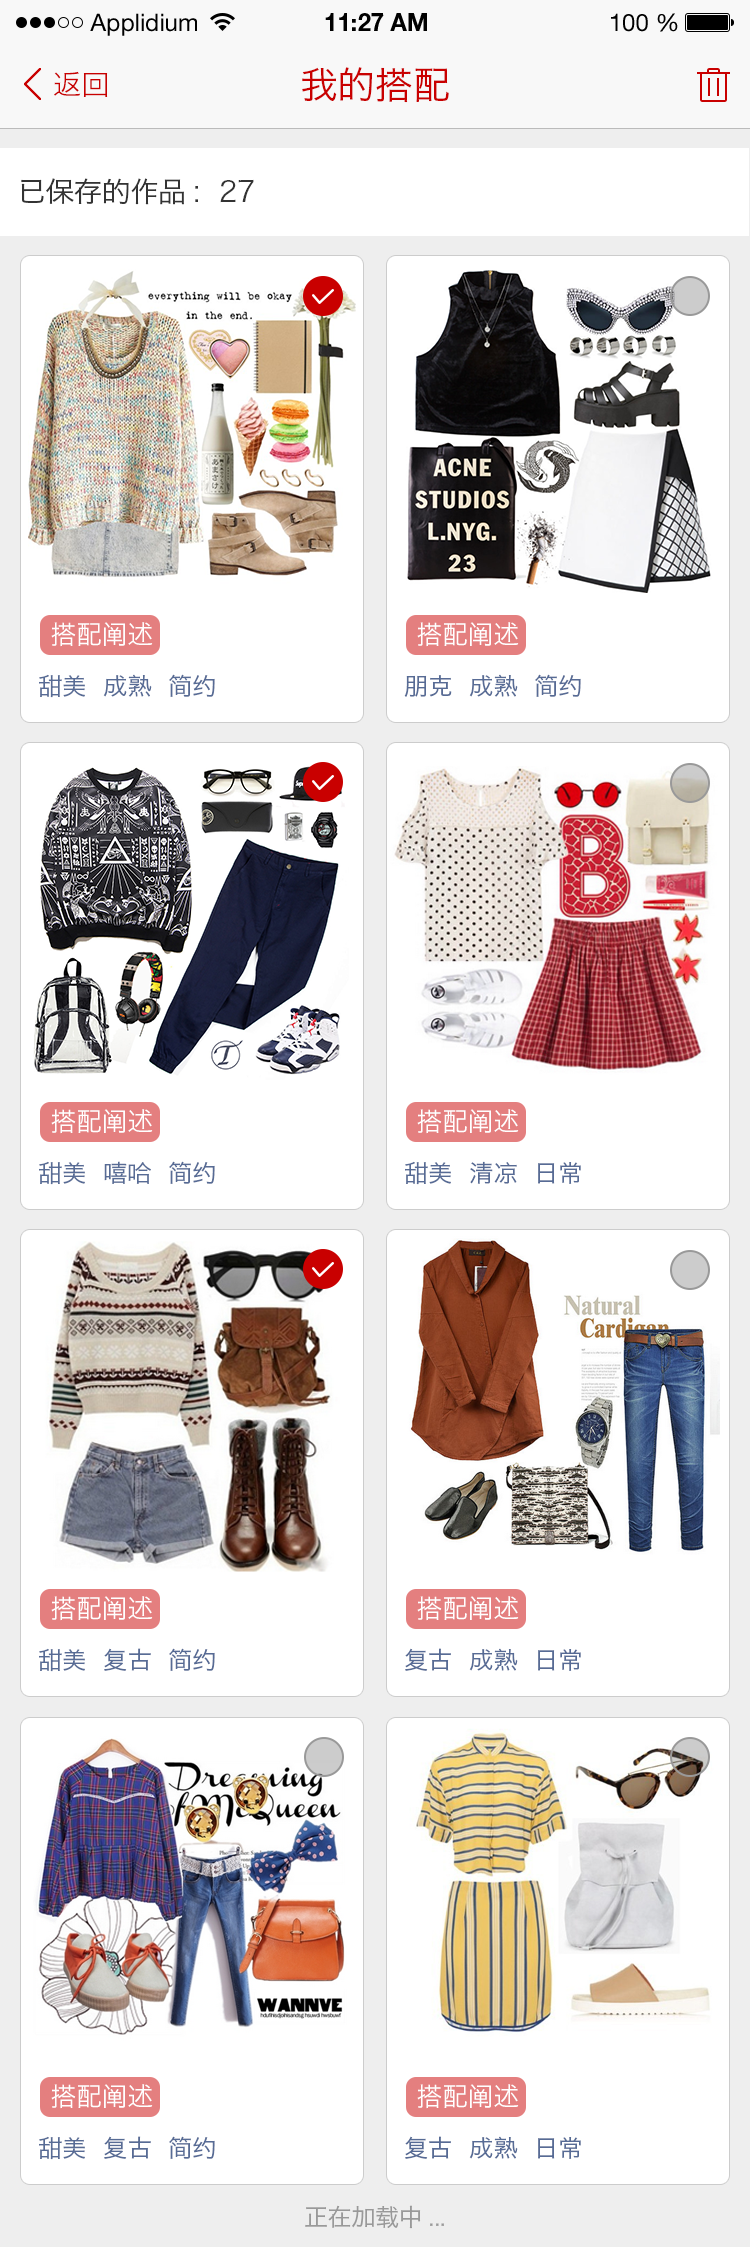 Applidium 11:27 AM 100 %
返回 我的搭配
已保存的作品： 27
everything will be okay
in the end.
あまさけ
搭配阐述
甜美 成熟 简约
ACNE
STUDIOS
L.NYG.
23
搭配阐述
朋克 成熟 简约
搭配阐述
甜美 嘻哈 简约
B
搭配阐述
甜美 清凉 日常
搭配阐述
甜美 复古 简约
Natural
Cardigan
搭配阐述
复古 成熟 日常
Dreaming
of McQueen
WANNVE
搭配阐述
甜美 复古 简约
搭配阐述
复古 成熟 日常
正在加载中 ...